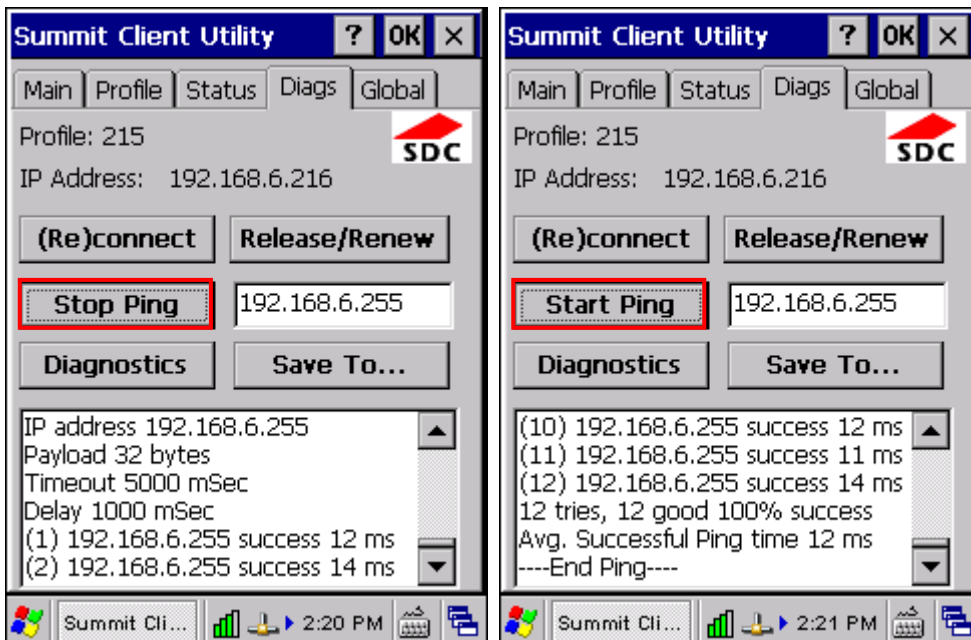 Summit Client Utility ? OK ×
Main Profile Status Diags Global
Profile: 215
SDC
IP Address: 192.168.6.216
(Re)connect Release/Renew
Stop Ping 192.168.6.255
Diagnostics Save To...
IP address 192.168.6.255
Payload 32 bytes
Timeout 5000 mSec
Delay 1000 mSec
(1) 192.168.6.255 success 12 ms
(2) 192.168.6.255 success 14 ms
Summit Cli... 2:20 PM
Summit Client Utility ? OK ×
Main Profile Status Diags Global
Profile: 215
SDC
IP Address: 192.168.6.216
(Re)connect Release/Renew
Start Ping 192.168.6.255
Diagnostics Save To...
(10) 192.168.6.255 success 12 ms
(11) 192.168.6.255 success 11 ms
(12) 192.168.6.255 success 14 ms
12 tries, 12 good 100% success
Avg. Successful Ping time 12 ms
----End Ping----
Summit Cli... 2:21 PM